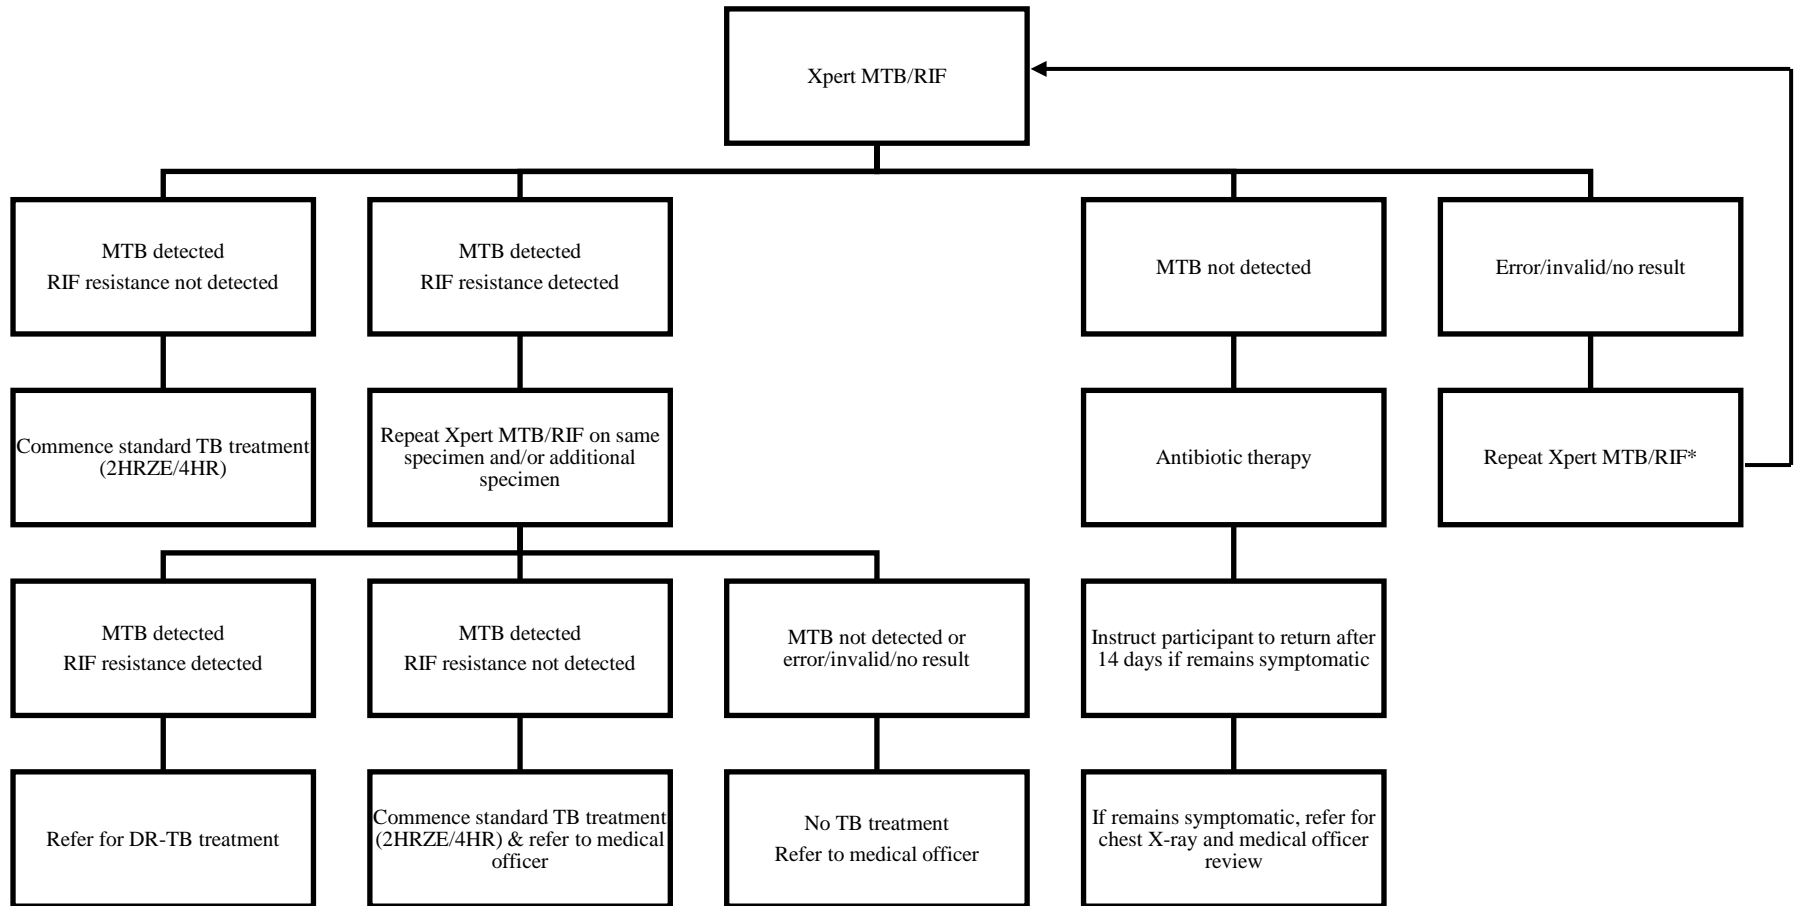 Xpert MTB/RIF
MTB detected
RIF resistance not detected
MTB detected
RIF resistance detected
MTB not detected
Error/invalid/no result
Commence standard TB treatment
(2HRZE/4HR)
Repeat Xpert MTB/RIF on same
specimen and/or additional
specimen
Antibiotic therapy
Repeat Xpert MTB/RIF*
MTB detected
RIF resistance detected
MTB detected
RIF resistance not detected
MTB not detected or
error/invalid/no result
Instruct participant to return after
14 days if remains symptomatic
Refer for DR-TB treatment
Commence standard TB treatment
(2HRZE/4HR) & refer to medical
officer
No TB treatment
Refer to medical officer
If remains symptomatic, refer for
chest X-ray and medical officer
review